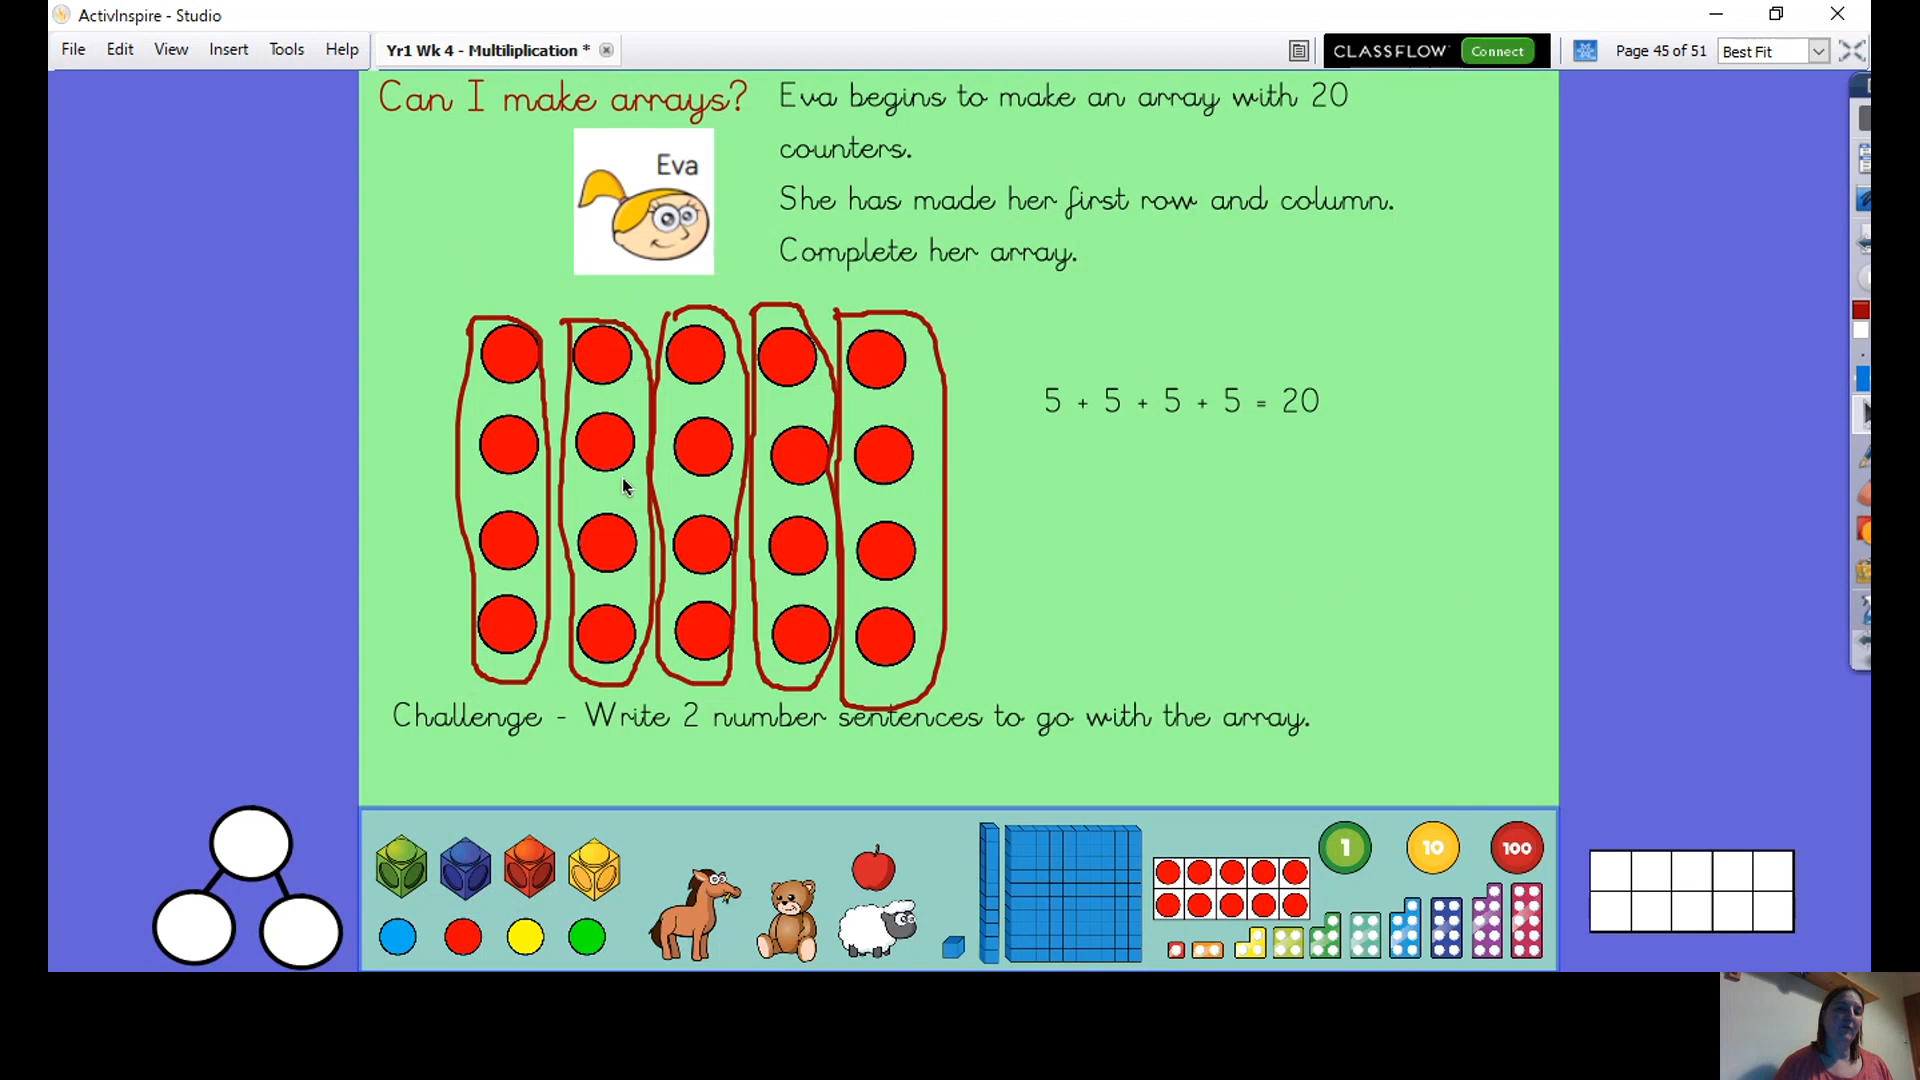 ActivInspire - Studio
File Edit View Insert Tools Help
Yr1 Wk 4 - Multiliplication *
CLASSFLOW Connect
Page 45 of 51
Best Fit
Can I make arrays?
Eva
Eva begins to make an array with 20
counters.
She has made her first row and column.
Complete her array.
5 + 5 + 5 + 5 = 20
Challenge - Write 2 number sentences to go with the array.
1 10 100